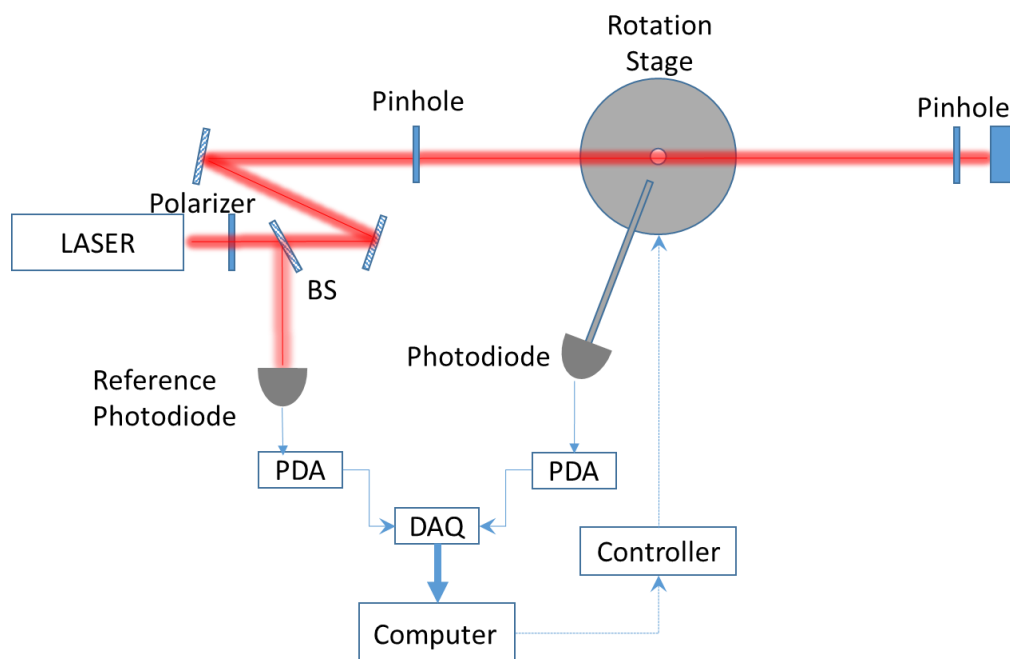 Rotation
Stage
Pinhole
Pinhole
Polarizer
LASER
BS
Photodiode
Reference
Photodiode
PDA
PDA
DAQ
Controller
Computer